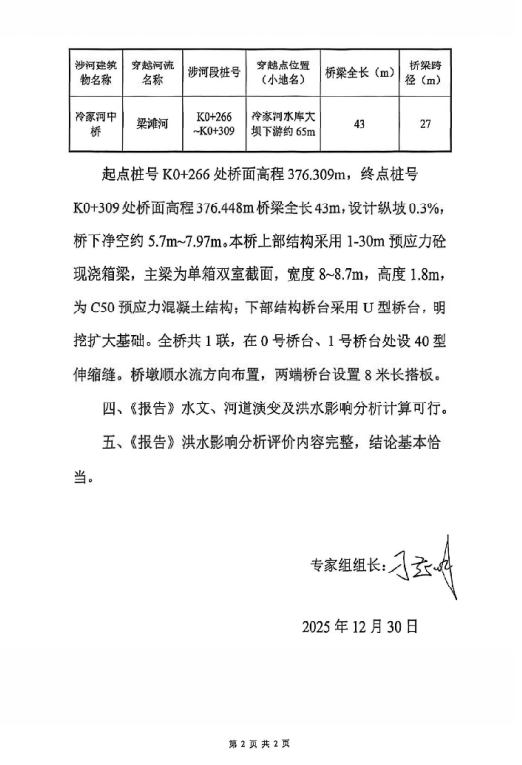 涉河建筑物名称 穿越河流名称 涉河段桩号 穿越点位置（小地名） 桥梁全长（m） 桥梁跨径（m）
冷家河中桥 梁滩河 K0+266~K0+309 冷家河水库大坝下游约 65m 43 27
起点桩号 K0+266 处桥面高程 376.309m，终点桩号
K0+309 处桥面高程 376.448m 桥梁全长 43m，设计纵坡 0.3%，
桥下净空约 5.7m~7.97m。本桥上部结构采用 1-30m 预应力砼
现浇箱梁，主梁为单箱双室截面，宽度 8~8.7m，高度 1.8m，
为 C50 预应力混凝土结构；下部结构桥台采用 U 型桥台，明
挖扩大基础。全桥共 1 联，在 0 号桥台、1 号桥台处设 40 型
伸缩缝。桥墩顺水流方向布置，两端桥台设置 8 米长搭板。
四、《报告》水文、河道演变及洪水影响分析计算可行。
五、《报告》洪水影响分析评价内容完整，结论基本恰
当。
专家组组长：
2025 年 12 月 30 日
第 2 页 共 2 页